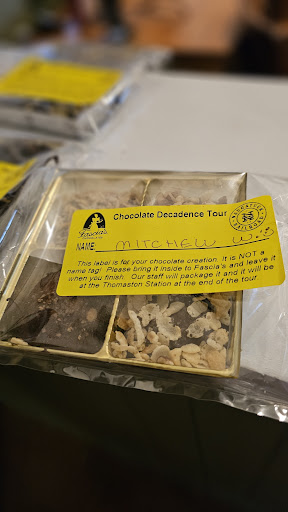 Chocolate Decadence Tour
Fascia's
NAME: MITCHELL W
This label is for your chocolate creation. It is NOT a
name tag! Please bring it inside to Fascia's and leave it
when you finish. Our staff will package it and it will be
at the Thomaston Station at the end of the tour.